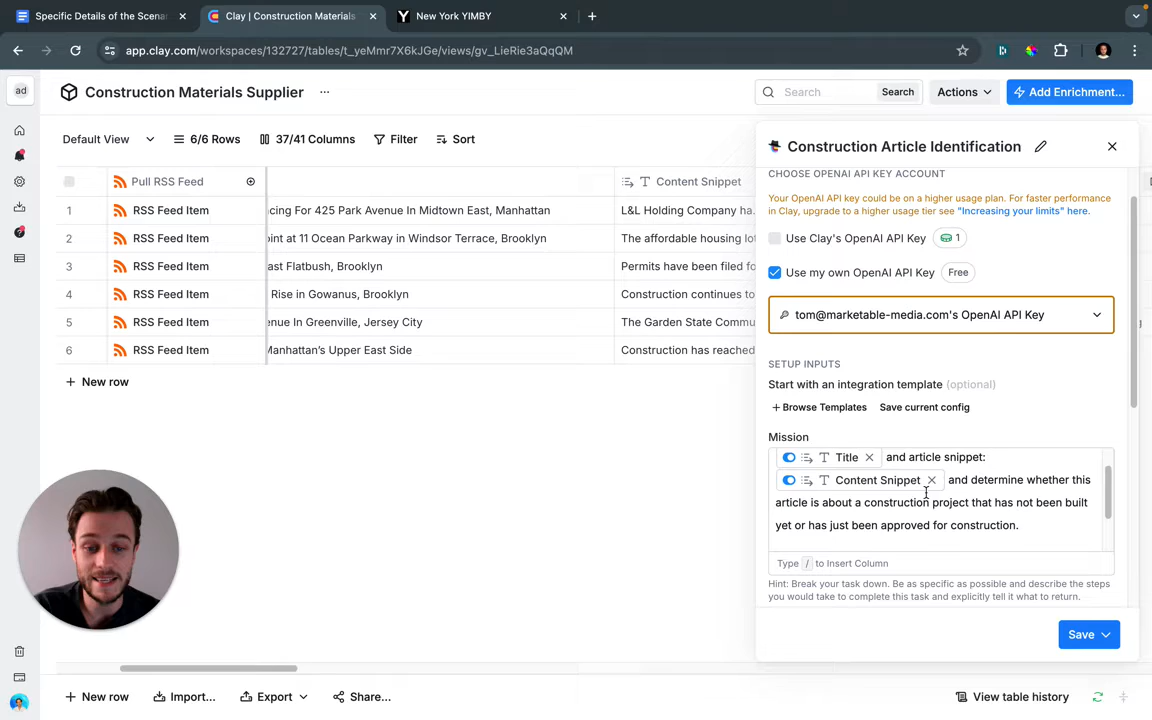 Specific Details of the Scenar
Clay | Construction Materials
New York YIMBY
app.clay.com/workspaces/132727/tables/t_yeMmr7X6kJGe/views/gv_LieRie3aQqQM
ad
Construction Materials Supplier
Search
Search
Actions
Add Enrichment...
Default View
6/6 Rows
37/41 Columns
Filter
Sort
Pull RSS Feed
Content Snippet
1 RSS Feed Item cing For 425 Park Avenue In Midtown East, Manhattan L&L Holding Company ha
2 RSS Feed Item oint at 11 Ocean Parkway in Windsor Terrace, Brooklyn The affordable housing lot
3 RSS Feed Item ast Flatbush, Brooklyn Permits have been filed fo
4 RSS Feed Item Rise in Gowanus, Brooklyn Construction continues to
5 RSS Feed Item enue In Greenville, Jersey City The Garden State Commu
6 RSS Feed Item Manhattan's Upper East Side Construction has reached
+ New row
Construction Article Identification
CHOOSE OPENAI API KEY ACCOUNT
Your OpenAI API key could be on a higher usage plan. For faster performance
in Clay, upgrade to a higher usage tier see "Increasing your limits" here.
Use Clay's OpenAI API Key 1
Use my own OpenAI API Key Free
tom@marketable-media.com's OpenAI API Key
SETUP INPUTS
Start with an integration template (optional)
+ Browse Templates Save current config
Mission
Title and article snippet:
Content Snippet and determine whether this
article is about a construction project that has not been built
yet or has just been approved for construction.
Type / to Insert Column
Hint: Break your task down. Be as specific as possible and describe the steps
you would take to complete this task and explicitly tell it what to return.
Save
+ New row
Import...
Export
Share...
View table history